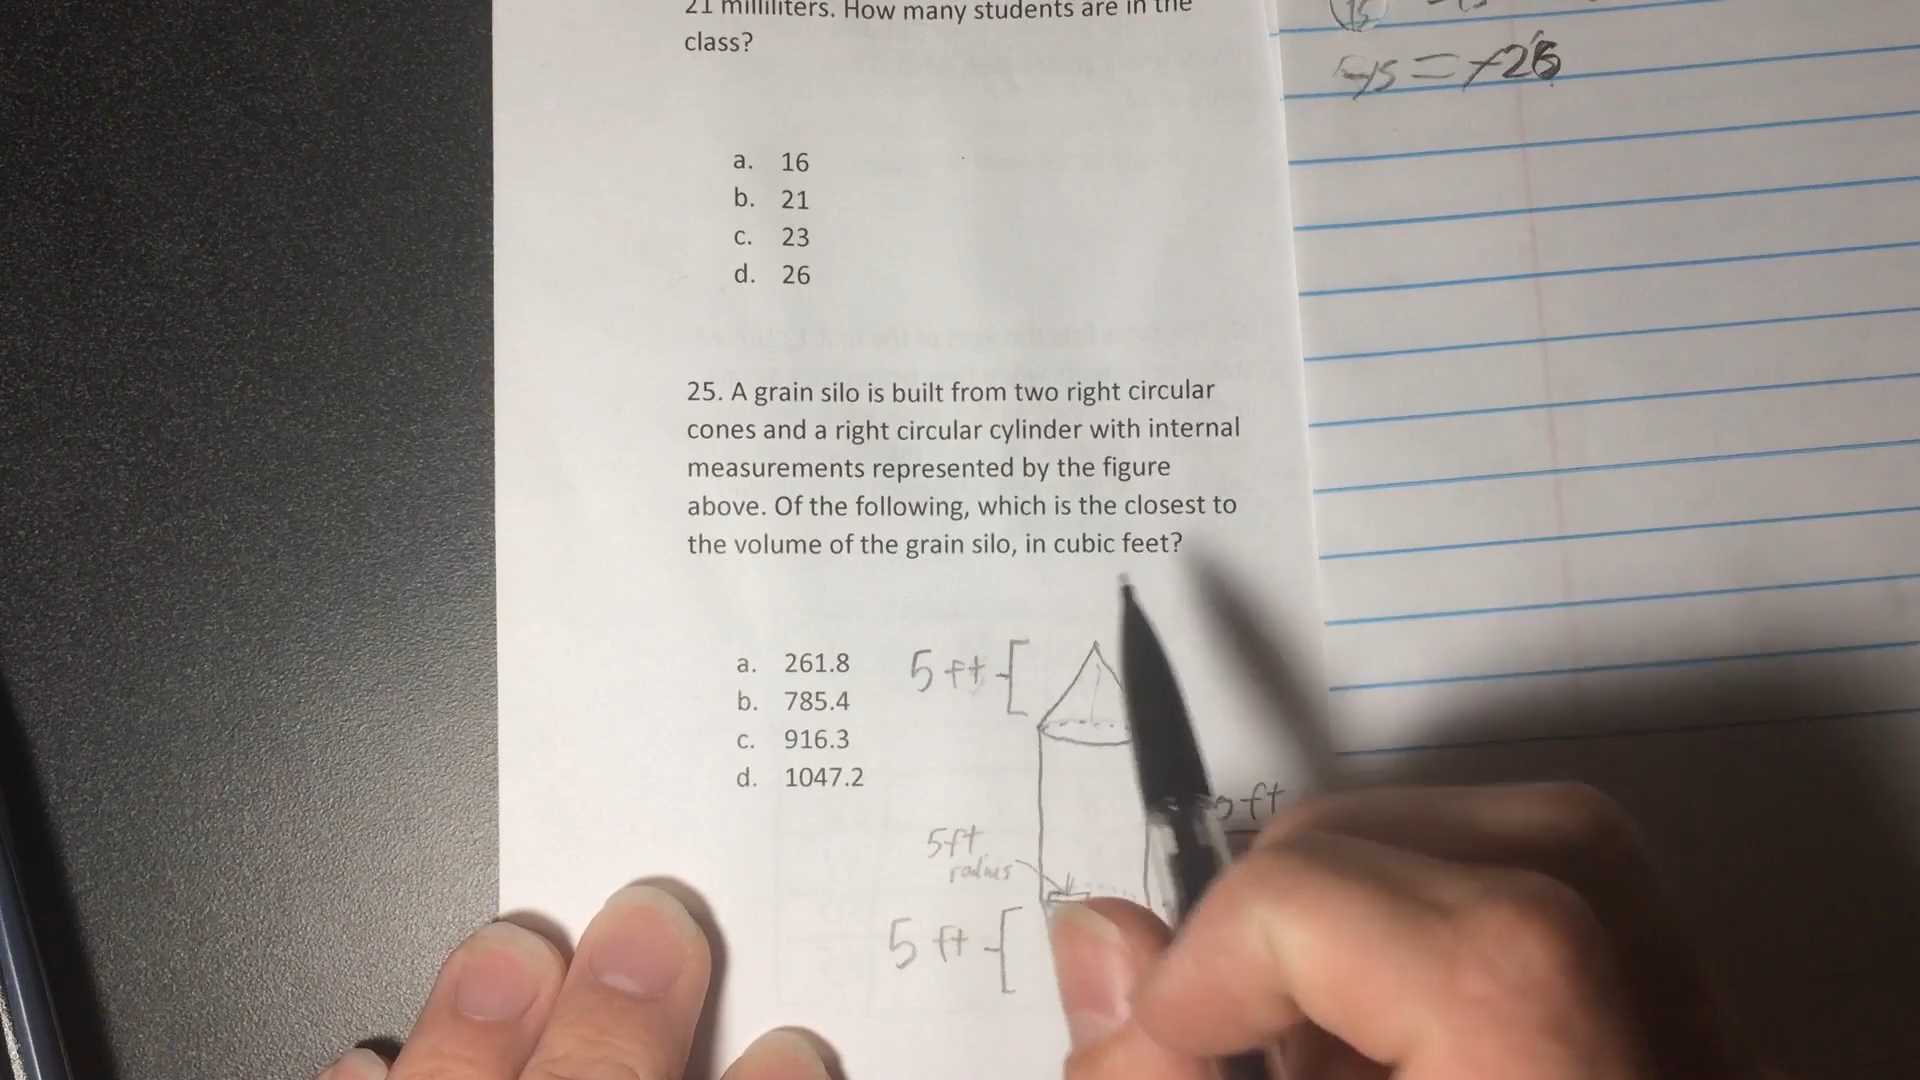 21 milliliters. How many students are in the
class?
a. 16
b. 21
c. 23
d. 26
25. A grain silo is built from two right circular
cones and a right circular cylinder with internal
measurements represented by the figure
above. Of the following, which is the closest to
the volume of the grain silo, in cubic feet?
a. 261.8
b. 785.4
c. 916.3
d. 1047.2
5 ft
ft
5ft
radius
5 ft